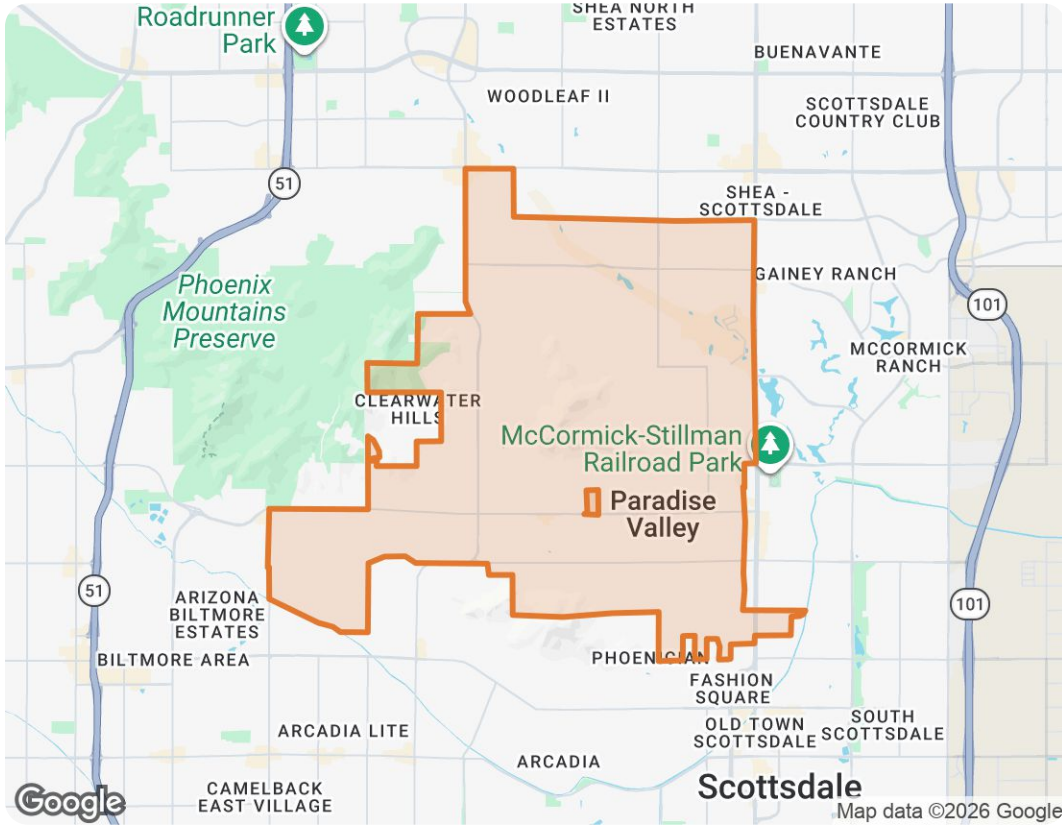 SHEA NORTH
ESTATES
Roadrunner
Park
BUENAVANTE
WOODLEAF II
SCOTTSDALE
COUNTRY CLUB
51
SHEA -
SCOTTSDALE
GAINEY RANCH
Phoenix
Mountains
Preserve
101
MCCORMICK
RANCH
CLEARWATER
HILLS
McCormick-Stillman
Railroad Park
Paradise
Valley
51
ARIZONA
BILTMORE
ESTATES
101
BILTMORE AREA
PHOENICIAN
FASHION
SQUARE
ARCADIA LITE
OLD TOWN
SCOTTSDALE
SOUTH
SCOTTSDALE
ARCADIA
CAMELBACK
EAST VILLAGE
Scottsdale
Google
Map data ©2026 Google